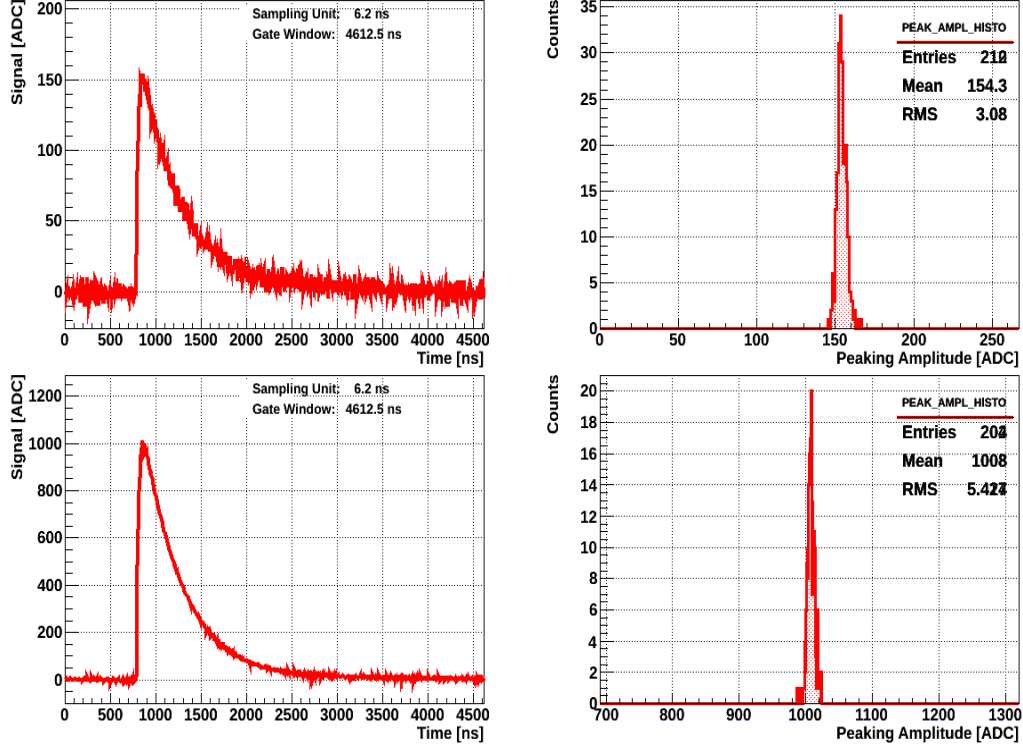 Signal [ADC]
Sampling Unit: 6.2 ns
Gate Window: 4612.5 ns
200
150
100
50
0
0 500 1000 1500 2000 2500 3000 3500 4000 4500
Time [ns]
Counts
PEAK_AMPL_HISTO
Entries
Mean 154.3
RMS 3.08
35
30
25
20
15
10
5
0
0 50 100 150 200 250
Peaking Amplitude [ADC]
Signal [ADC]
Sampling Unit: 6.2 ns
Gate Window: 4612.5 ns
1200
1000
800
600
400
200
0
0 500 1000 1500 2000 2500 3000 3500 4000 4500
Time [ns]
Counts
PEAK_AMPL_HISTO
Entries
Mean 1008
RMS
20
18
16
14
12
10
8
6
4
2
0
700 800 900 1000 1100 1200 1300
Peaking Amplitude [ADC]